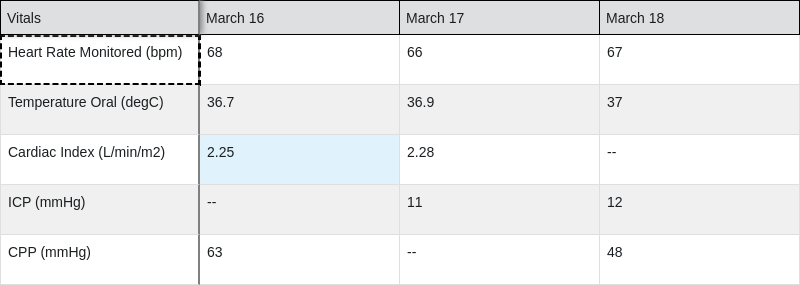 Vitals March 16 March 17 March 18
Heart Rate Monitored (bpm) 68 66 67
Temperature Oral (degC) 36.7 36.9 37
Cardiac Index (L/min/m2) 2.25 2.28 --
ICP (mmHg) -- 11 12
CPP (mmHg) 63 -- 48